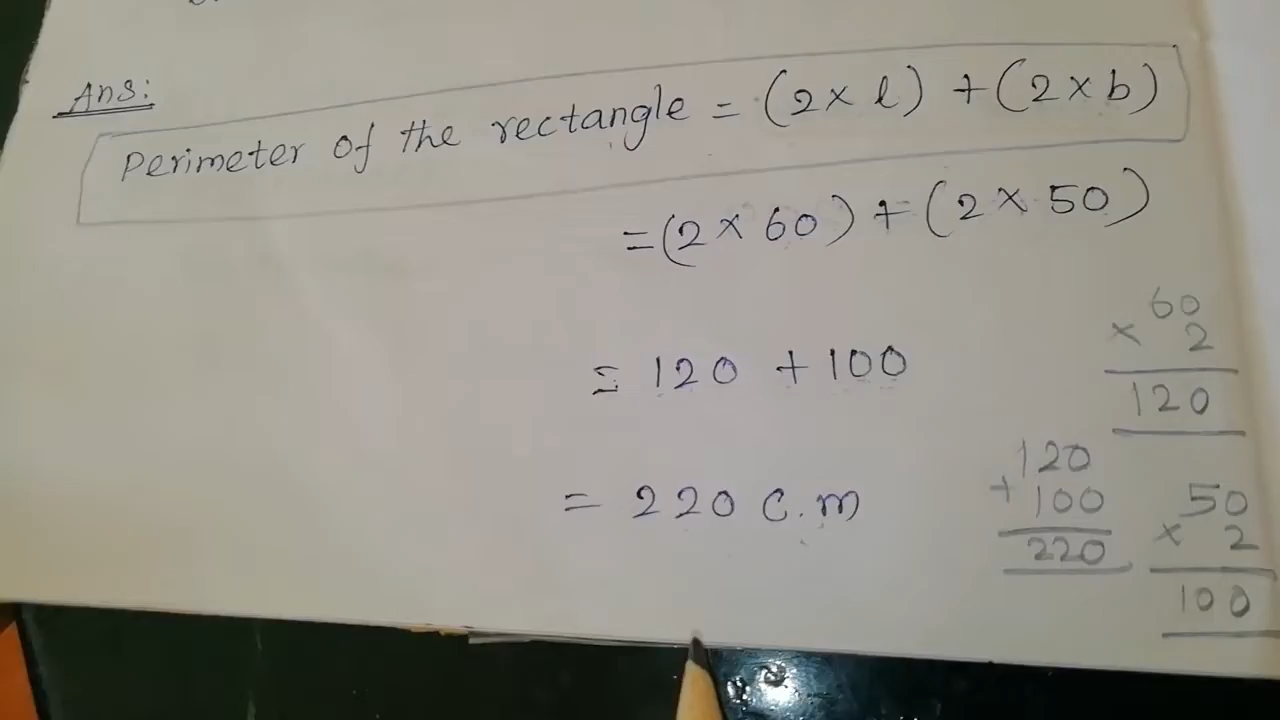 Ans:
Perimeter of the rectangle = (2 × l) + (2 × b)
= (2 × 60) + (2 × 50)
= 120 + 100
= 220 c.m
60
× 2
120
120
+ 100
220
50
× 2
100